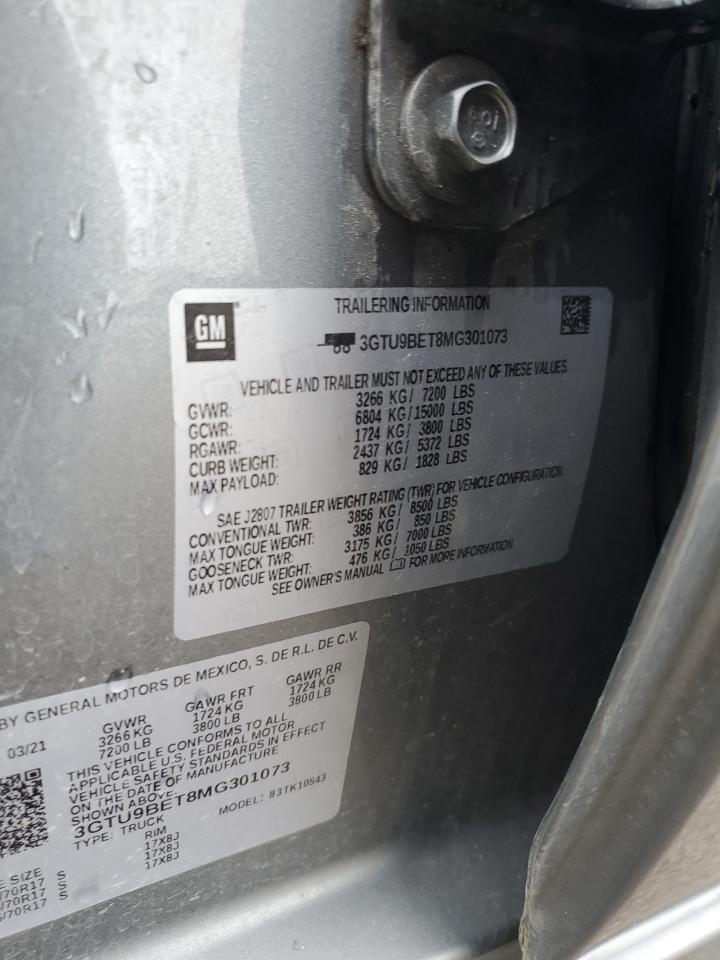 GM
TRAILERING INFORMATION
3GTU9BET8MG301073
VEHICLE AND TRAILER MUST NOT EXCEED ANY OF THESE VALUES.
GVWR: 3266 KG/ 7200 LBS
GCWR: 6804 KG/15000 LBS
RGAWR: 1724 KG/ 3800 LBS
CURB WEIGHT: 2437 KG/ 5372 LBS
MAX PAYLOAD: 829 KG/ 1828 LBS
SAE J2807 TRAILER WEIGHT RATING (TWR) FOR VEHICLE CONFIGURATION.
CONVENTIONAL TWR: 3856 KG/ 8500 LBS
MAX TONGUE WEIGHT: 386 KG/ 850 LBS
GOOSENECK TWR: 3175 KG/ 7000 LBS
MAX TONGUE WEIGHT: 476 KG/ 1050 LBS
SEE OWNER'S MANUAL FOR MORE INFORMATION
BY GENERAL MOTORS DE MEXICO, S. DE R.L. DE C.V.
GVWR GAWR FRT GAWR RR
03/21 3266 KG 1724 KG 1724 KG
7200 LB 3800 LB 3800 LB
THIS VEHICLE CONFORMS TO ALL
APPLICABLE U.S. FEDERAL MOTOR
VEHICLE SAFETY STANDARDS IN EFFECT
ON THE DATE OF MANUFACTURE
SHOWN ABOVE.
3GTU9BET8MG301073
TYPE: TRUCK MODEL: 83TK10543
SIZE RIM
/70R17 S 17X8J
/70R17 S 17X8J
/70R17 S 17X8J